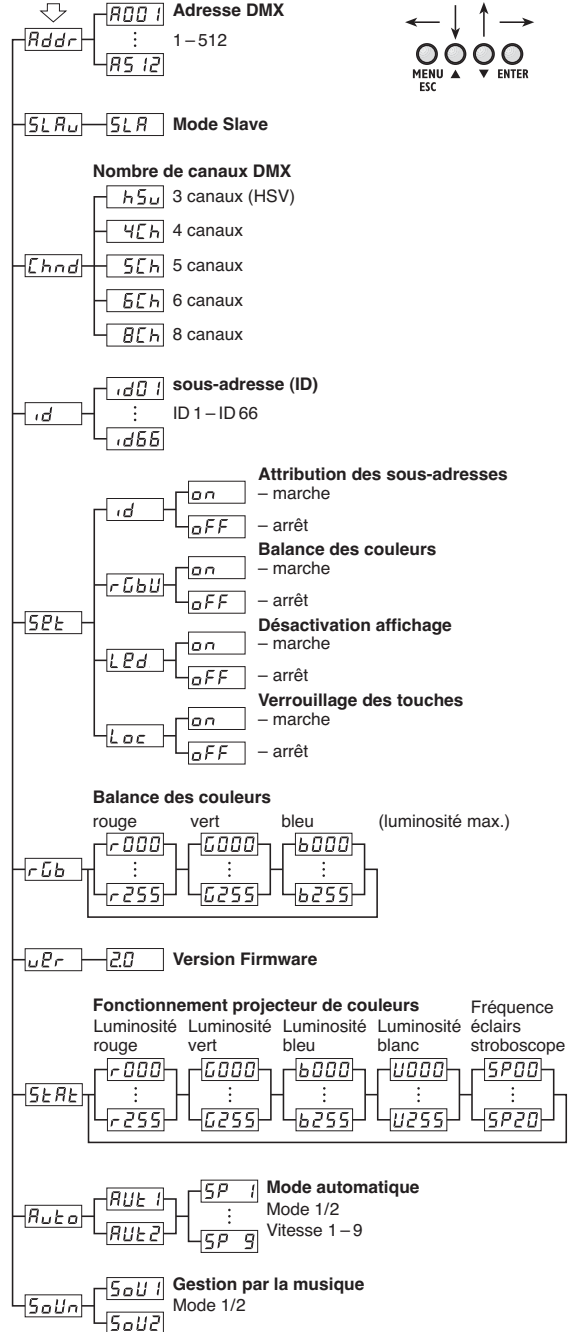 Addr A001 Adresse DMX
⋮ 1–512
A512
MENU ESC ▲ ▼ ENTER
SLAv SLA Mode Slave
Nombre de canaux DMX
Chnd
hSv 3 canaux (HSV)
4Ch 4 canaux
5Ch 5 canaux
6Ch 6 canaux
8Ch 8 canaux
id
id01 sous-adresse (ID)
⋮ ID 1–ID 66
id66
Set
Attribution des sous-adresses
id on – marche
oFF – arrêt
Balance des couleurs
rGbU on – marche
oFF – arrêt
Désactivation affichage
Led on – marche
oFF – arrêt
Verrouillage des touches
Loc on – marche
oFF – arrêt
Balance des couleurs
rouge vert bleu (luminosité max.)
rGb r000 G000 b000
⋮ ⋮ ⋮
r255 G255 b255
vEr 2.0 Version Firmware
Fonctionnement projecteur de couleurs
Luminosité rouge
Luminosité vert
Luminosité bleu
Luminosité blanc
Fréquence éclairs stroboscope
StAt r000 G000 b000 U000 SP00
⋮ ⋮ ⋮ ⋮ ⋮
r255 G255 b255 U255 SP20
Auto AUt 1 SP 1 Mode automatique
AUt2 ⋮ Mode 1/2
SP 9 Vitesse 1–9
SoUn SoU1 Gestion par la musique
SoU2 Mode 1/2